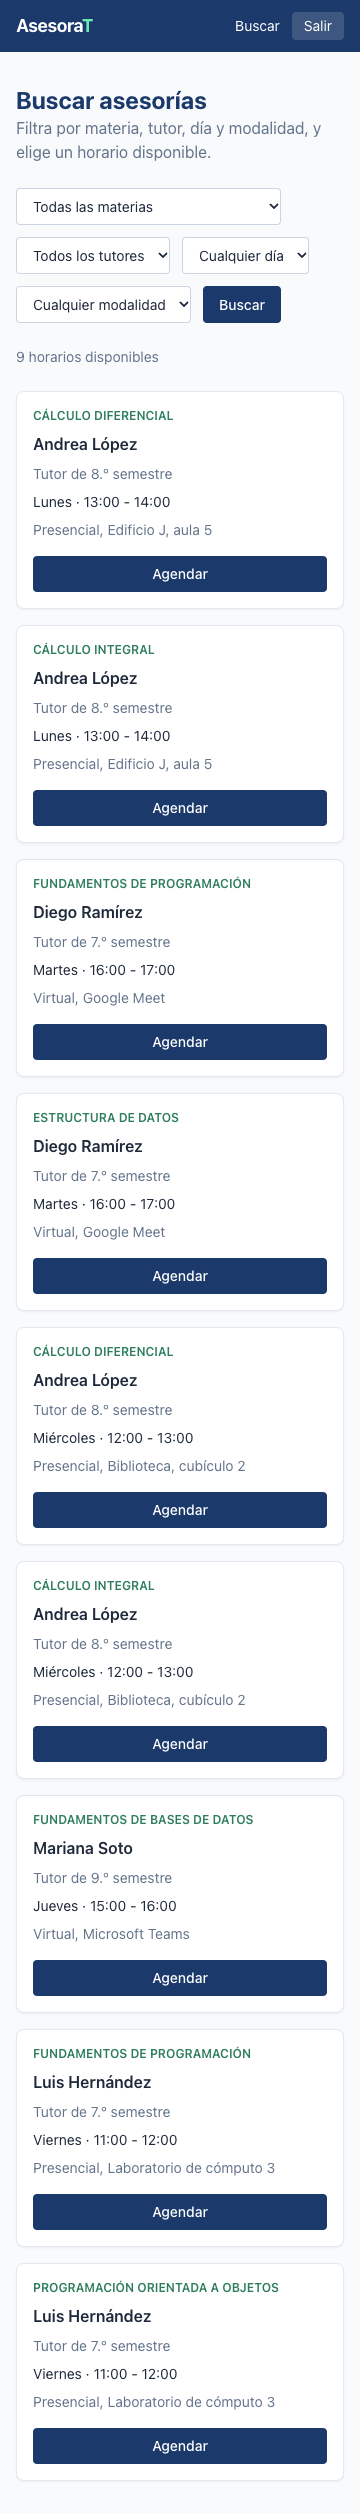 AsesoraT Buscar Salir
Buscar asesorías
Filtra por materia, tutor, día y modalidad, y
elige un horario disponible.
Todas las materias
Todos los tutores Cualquier día
Cualquier modalidad Buscar
9 horarios disponibles
CÁLCULO DIFERENCIAL
Andrea López
Tutor de 8.° semestre
Lunes · 13:00 - 14:00
Presencial, Edificio J, aula 5
Agendar
CÁLCULO INTEGRAL
Andrea López
Tutor de 8.° semestre
Lunes · 13:00 - 14:00
Presencial, Edificio J, aula 5
Agendar
FUNDAMENTOS DE PROGRAMACIÓN
Diego Ramírez
Tutor de 7.° semestre
Martes · 16:00 - 17:00
Virtual, Google Meet
Agendar
ESTRUCTURA DE DATOS
Diego Ramírez
Tutor de 7.° semestre
Martes · 16:00 - 17:00
Virtual, Google Meet
Agendar
CÁLCULO DIFERENCIAL
Andrea López
Tutor de 8.° semestre
Miércoles · 12:00 - 13:00
Presencial, Biblioteca, cubículo 2
Agendar
CÁLCULO INTEGRAL
Andrea López
Tutor de 8.° semestre
Miércoles · 12:00 - 13:00
Presencial, Biblioteca, cubículo 2
Agendar
FUNDAMENTOS DE BASES DE DATOS
Mariana Soto
Tutor de 9.° semestre
Jueves · 15:00 - 16:00
Virtual, Microsoft Teams
Agendar
FUNDAMENTOS DE PROGRAMACIÓN
Luis Hernández
Tutor de 7.° semestre
Viernes · 11:00 - 12:00
Presencial, Laboratorio de cómputo 3
Agendar
PROGRAMACIÓN ORIENTADA A OBJETOS
Luis Hernández
Tutor de 7.° semestre
Viernes · 11:00 - 12:00
Presencial, Laboratorio de cómputo 3
Agendar